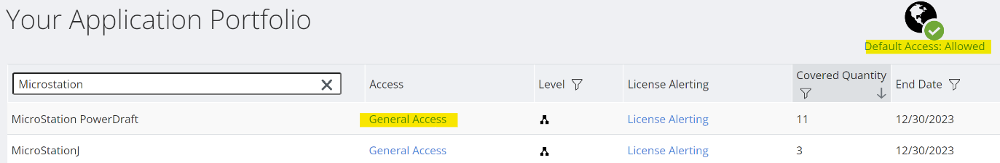 Your Application Portfolio
Default Access: Allowed
Microstation Access Level License Alerting Covered Quantity End Date
MicroStation PowerDraft General Access License Alerting 11 12/30/2023
MicroStationJ General Access License Alerting 3 12/30/2023